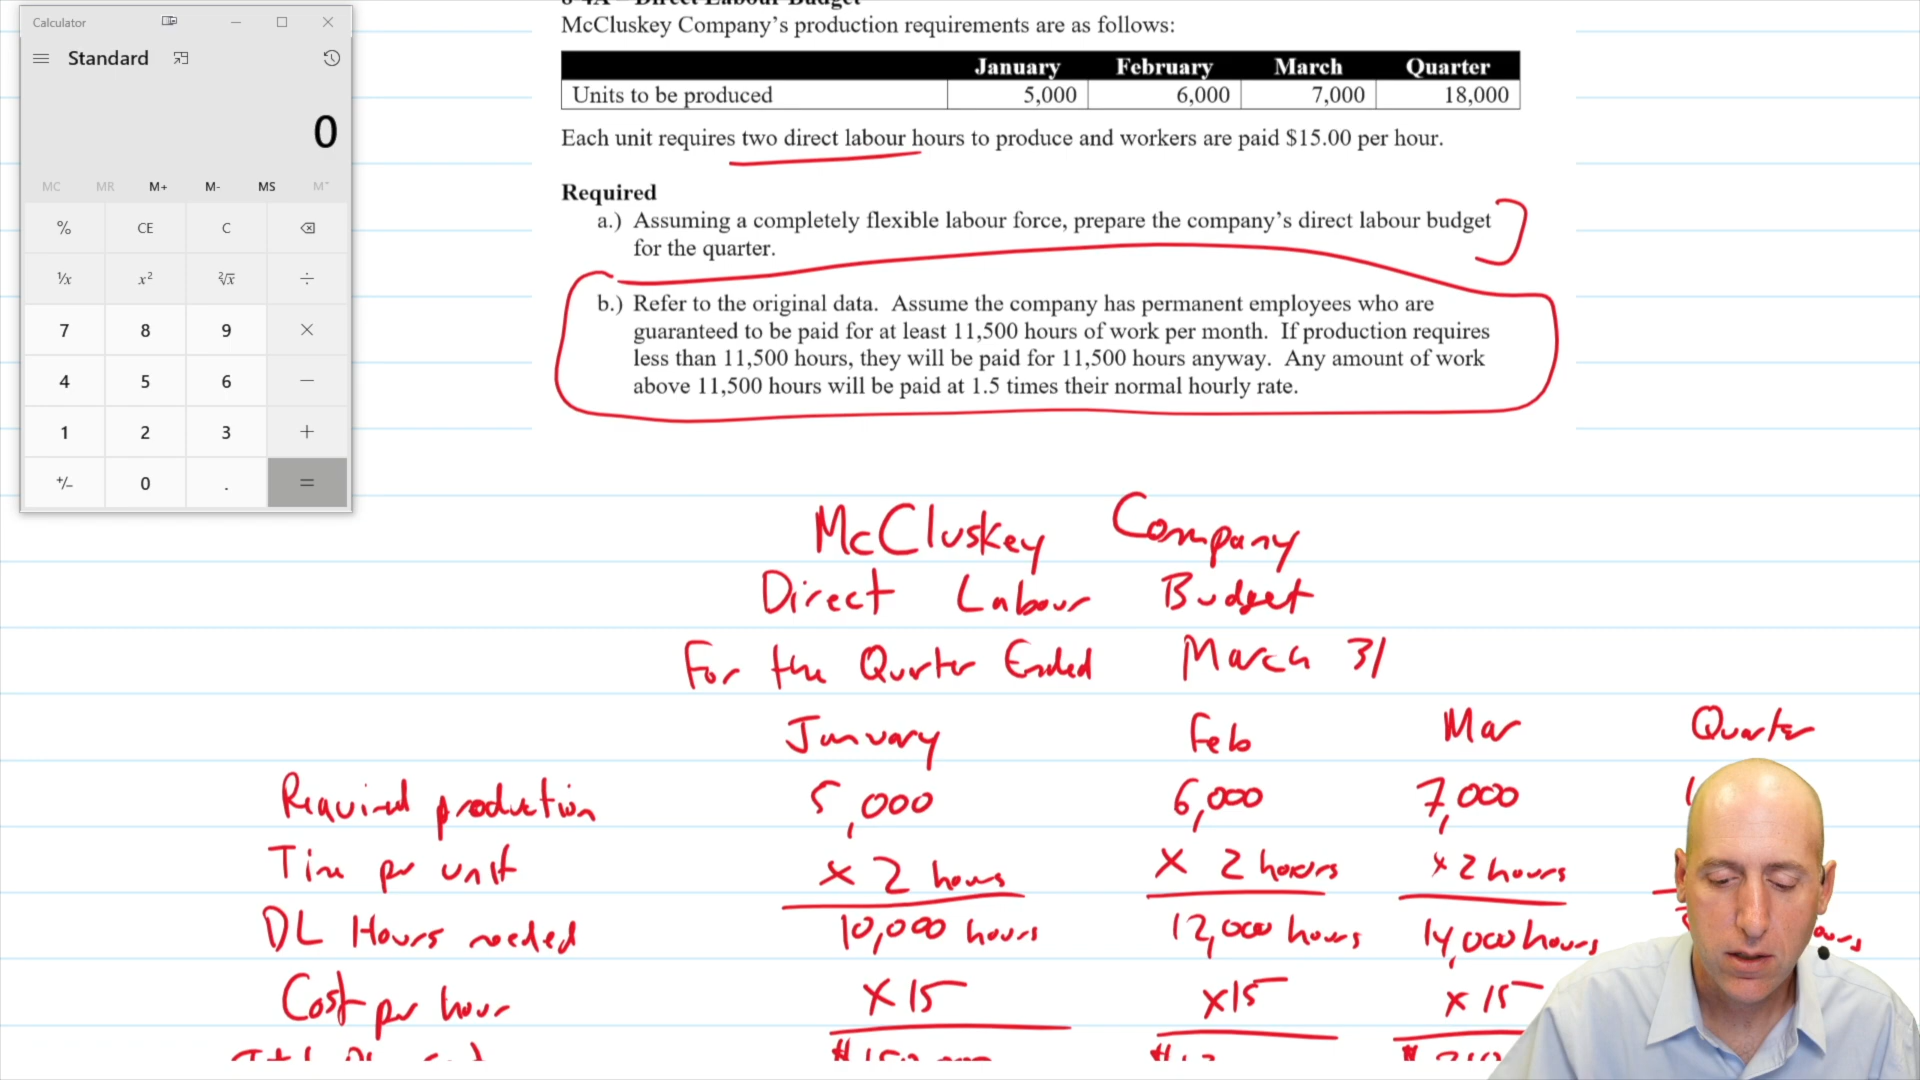 Calculator
Standard
0
MC MR M+ M- MS M˅
% CE C ⌫
¹/x x² ²√x ÷
7 8 9 ×
4 5 6 −
1 2 3 +
+/− 0 . =
McCluskey Company's production requirements are as follows:
January February March Quarter
Units to be produced 5,000 6,000 7,000 18,000
Each unit requires two direct labour hours to produce and workers are paid $15.00 per hour.
Required
a.) Assuming a completely flexible labour force, prepare the company's direct labour budget
for the quarter.
b.) Refer to the original data. Assume the company has permanent employees who are
guaranteed to be paid for at least 11,500 hours of work per month. If production requires
less than 11,500 hours, they will be paid for 11,500 hours anyway. Any amount of work
above 11,500 hours will be paid at 1.5 times their normal hourly rate.
McCluskey Company
Direct Labour Budget
For the Quarter Ended March 31
January Feb Mar Quarter
Required production 5,000 6,000 7,000
Time per unit x 2 hours x 2 hours x 2 hours
DL Hours needed 10,000 hours 12,000 hours 14,000 hours
Cost per hour x 15 x 15 x 15